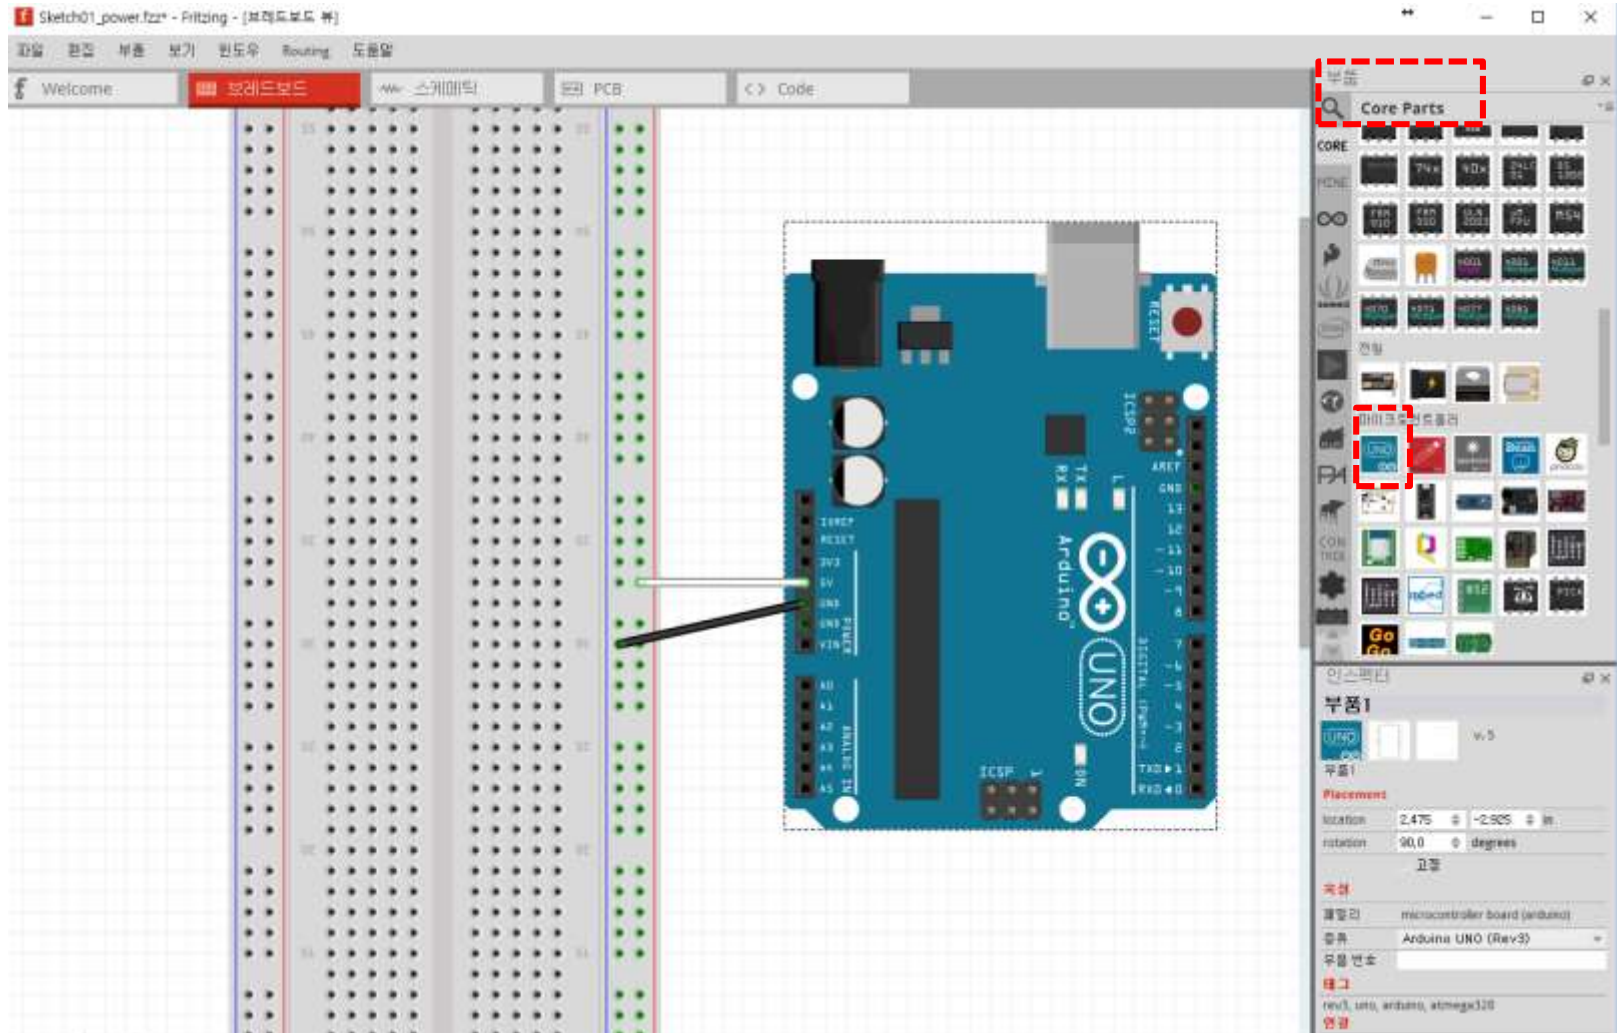 Sketch01_power.fzz* - Fritzing - [브레드보드 뷰]
파일 편집 부품 보기 윈도우 Routing 도움말
Welcome 브레드보드 스케매틱 PCB Code
부품
Core Parts
CORE
MINE
전원
마이크로컨트롤러
UNO
RESET
ICSP2
AREF
GND
RX TX L
13
12
~11
~10
~9
8
IOREF
RESET
3V3
5V
GND
GND
VIN
POWER
Arduino
UNO
DIGITAL (PWM~)
7
~6
~5
4
~3
2
TXD▶1
RXD◀0
A0
A1
A2
A3
A4
A5
ANALOG IN
ICSP 1
ON
인스펙터
부품1
UNO
v. 5
부품1
Placement
location 2,475 -2,925 in
rotation 90,0 degrees
고정
속성
패밀리 microcontroller board (arduino)
종류 Arduino UNO (Rev3)
부품 번호
태그
rev3, uno, arduino, atmega328
연결